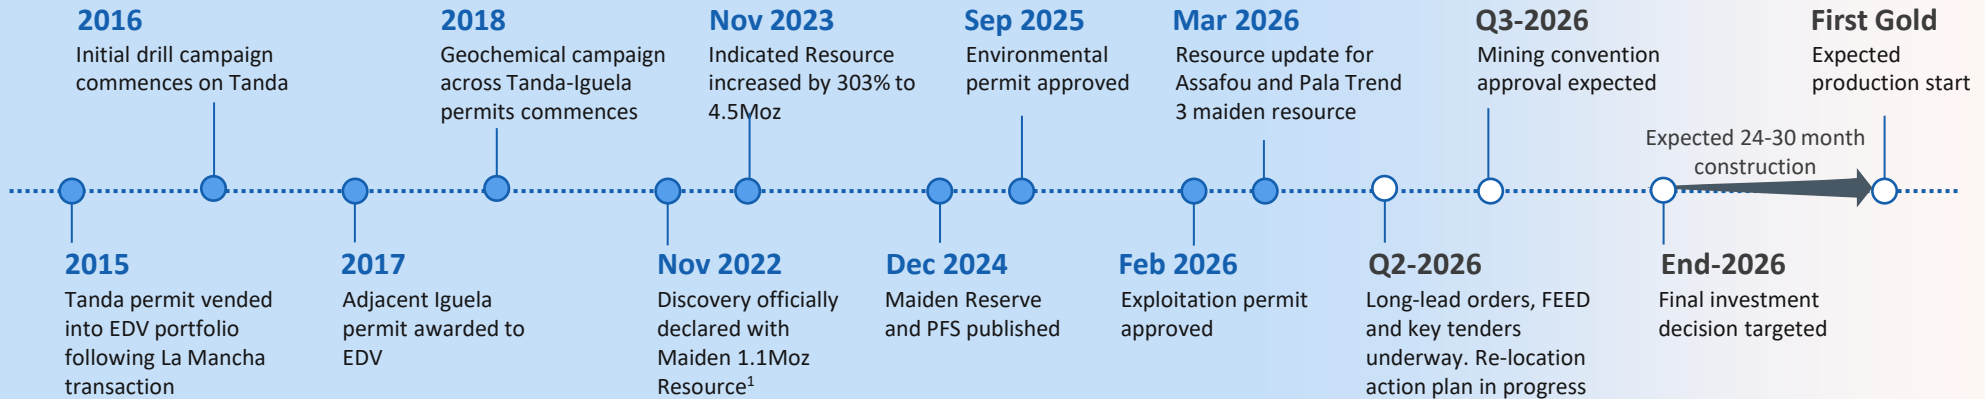 2016
Initial drill campaign
commences on Tanda
2018
Geochemical campaign
across Tanda-Iguela
permits commences
Nov 2023
Indicated Resource
increased by 303% to
4.5Moz
Sep 2025
Environmental
permit approved
Mar 2026
Resource update for
Assafou and Pala Trend
3 maiden resource
Q3-2026
Mining convention
approval expected
First Gold
Expected
production start
Expected 24-30 month
construction
2015
Tanda permit vended
into EDV portfolio
following La Mancha
transaction
2017
Adjacent Iguela
permit awarded to
EDV
Nov 2022
Discovery officially
declared with
Maiden 1.1Moz
Resource¹
Dec 2024
Maiden Reserve
and PFS published
Feb 2026
Exploitation permit
approved
Q2-2026
Long-lead orders, FEED
and key tenders
underway. Re-location
action plan in progress
End-2026
Final investment
decision targeted